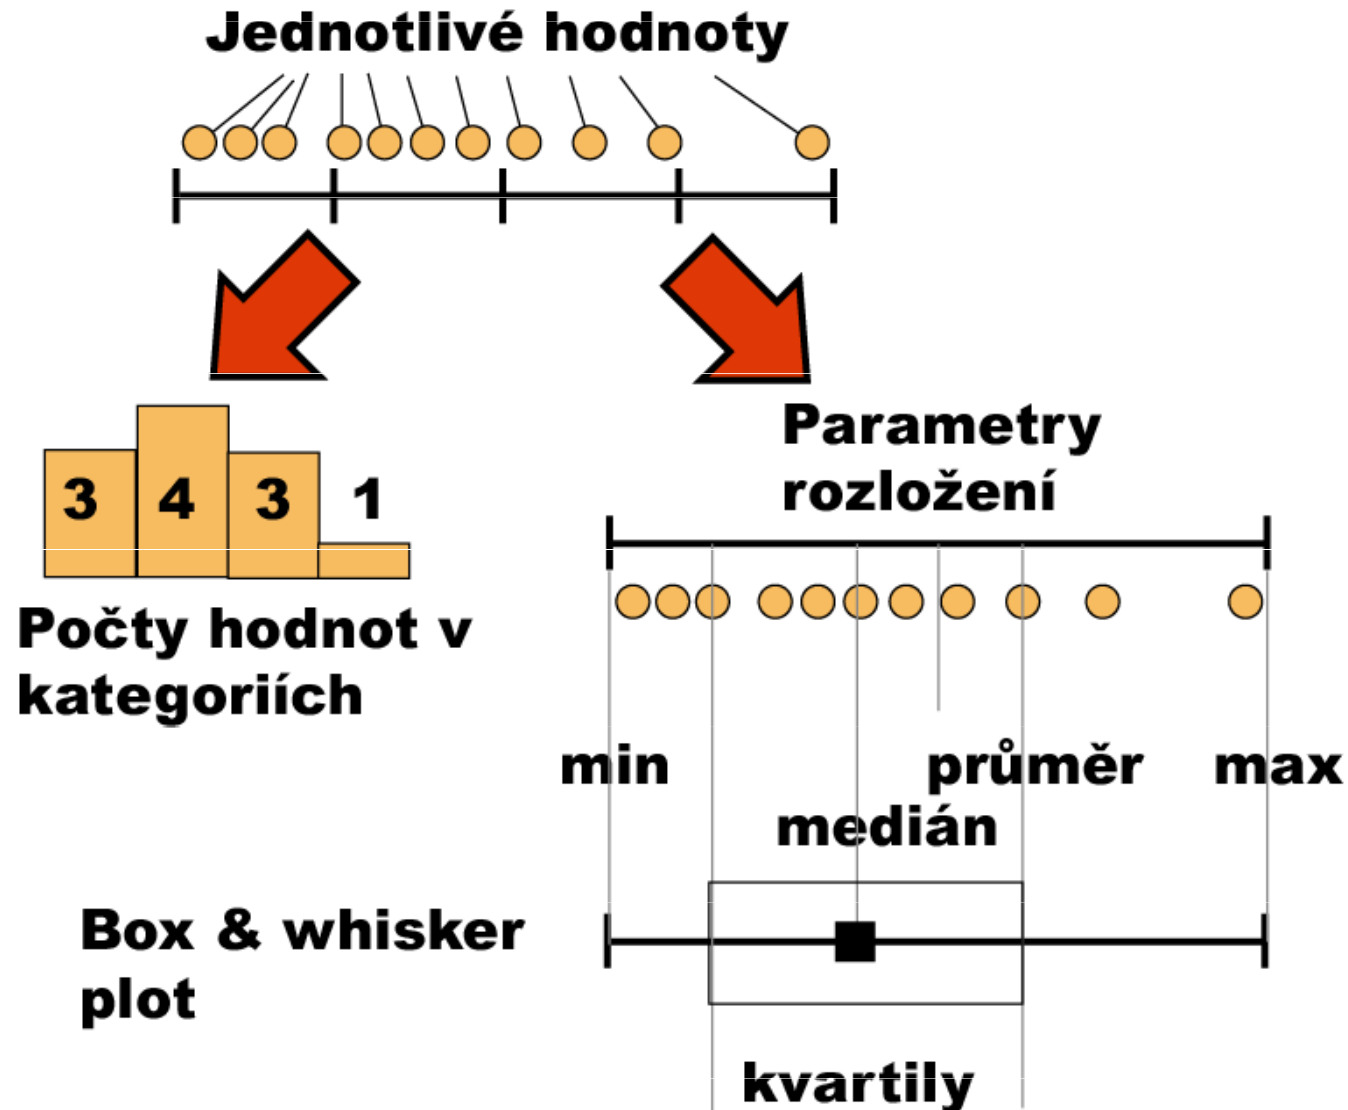 Jednotlivé hodnoty
3 4 3 1
Počty hodnot v
kategoriích
Parametry
rozložení
min
průměr
max
medián
Box & whisker
plot
kvartily